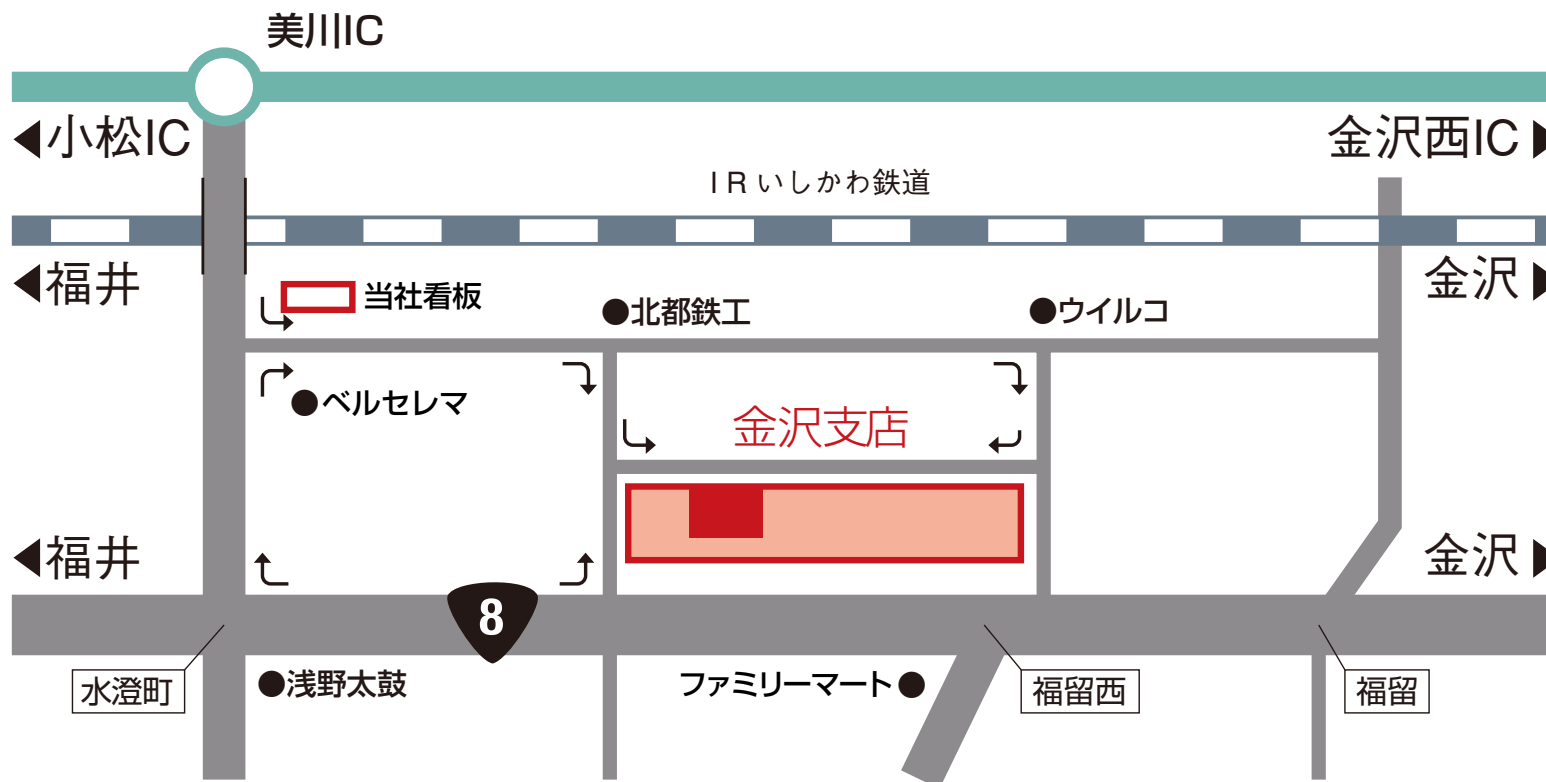 美川IC
◀小松IC
金沢西IC▶
IRいしかわ鉄道
◀福井
金沢▶
当社看板
●北都鉄工
●ウイルコ
●ベルセレマ
金沢支店
◀福井
金沢▶
8
水澄町
●浅野太鼓
ファミリーマート●
福留西
福留